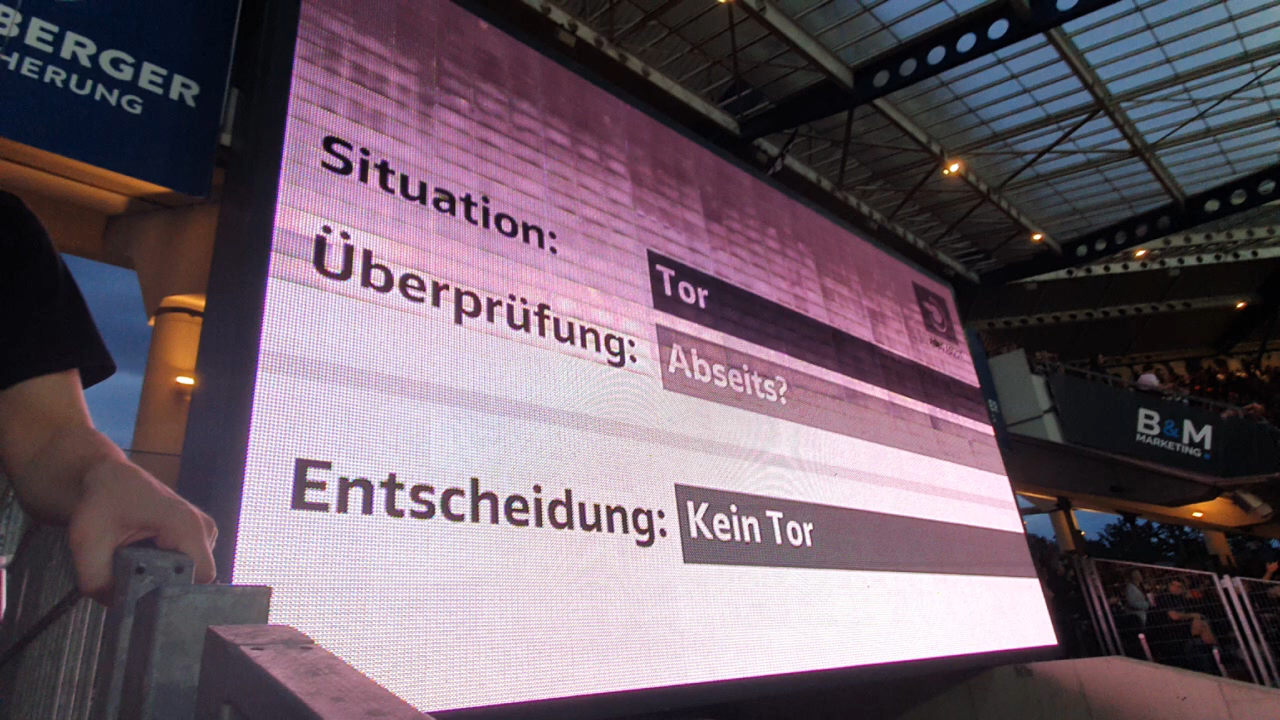 BERGER
HERUNG
Situation:
Tor
Überprüfung:
Abseits?
Entscheidung:
Kein Tor
B&M
MARKETING.